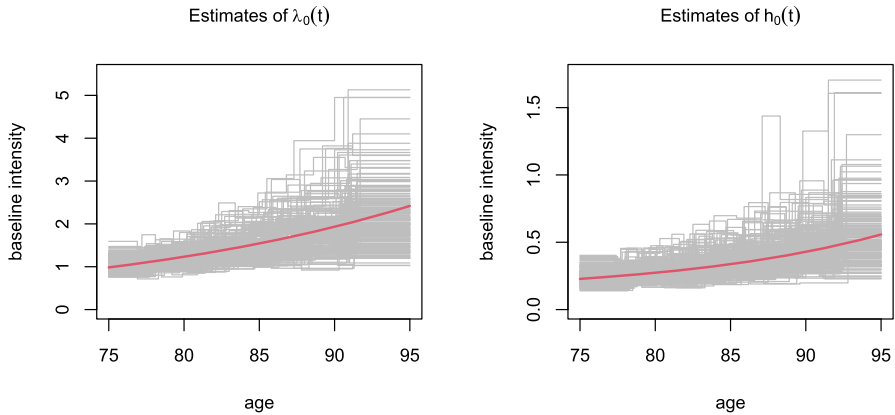 Estimates of λ₀(t)
baseline intensity
5
4
3
2
1
0
75 80 85 90 95
age
Estimates of h₀(t)
baseline intensity
1.5
1.0
0.5
0.0
75 80 85 90 95
age